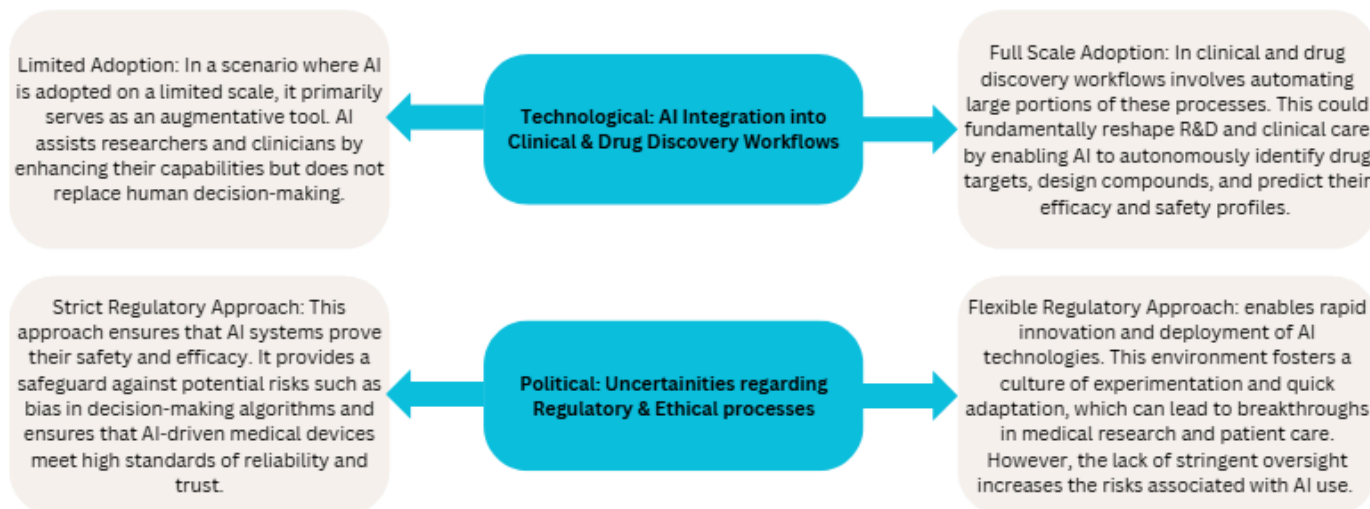 Limited Adoption: In a scenario where AI
is adopted on a limited scale, it primarily
serves as an augmentative tool. AI
assists researchers and clinicians by
enhancing their capabilities but does not
replace human decision-making.
Technological: AI Integration into
Clinical & Drug Discovery Workflows
Full Scale Adoption: In clinical and drug
discovery workflows involves automating
large portions of these processes. This could
fundamentally reshape R&D and clinical care
by enabling AI to autonomously identify drug
targets, design compounds, and predict their
efficacy and safety profiles.
Strict Regulatory Approach: This
approach ensures that AI systems prove
their safety and efficacy. It provides a
safeguard against potential risks such as
bias in decision-making algorithms and
ensures that AI-driven medical devices
meet high standards of reliability and
trust.
Political: Uncertainities regarding
Regulatory & Ethical processes
Flexible Regulatory Approach: enables rapid
innovation and deployment of AI
technologies. This environment fosters a
culture of experimentation and quick
adaptation, which can lead to breakthroughs
in medical research and patient care.
However, the lack of stringent oversight
increases the risks associated with AI use.